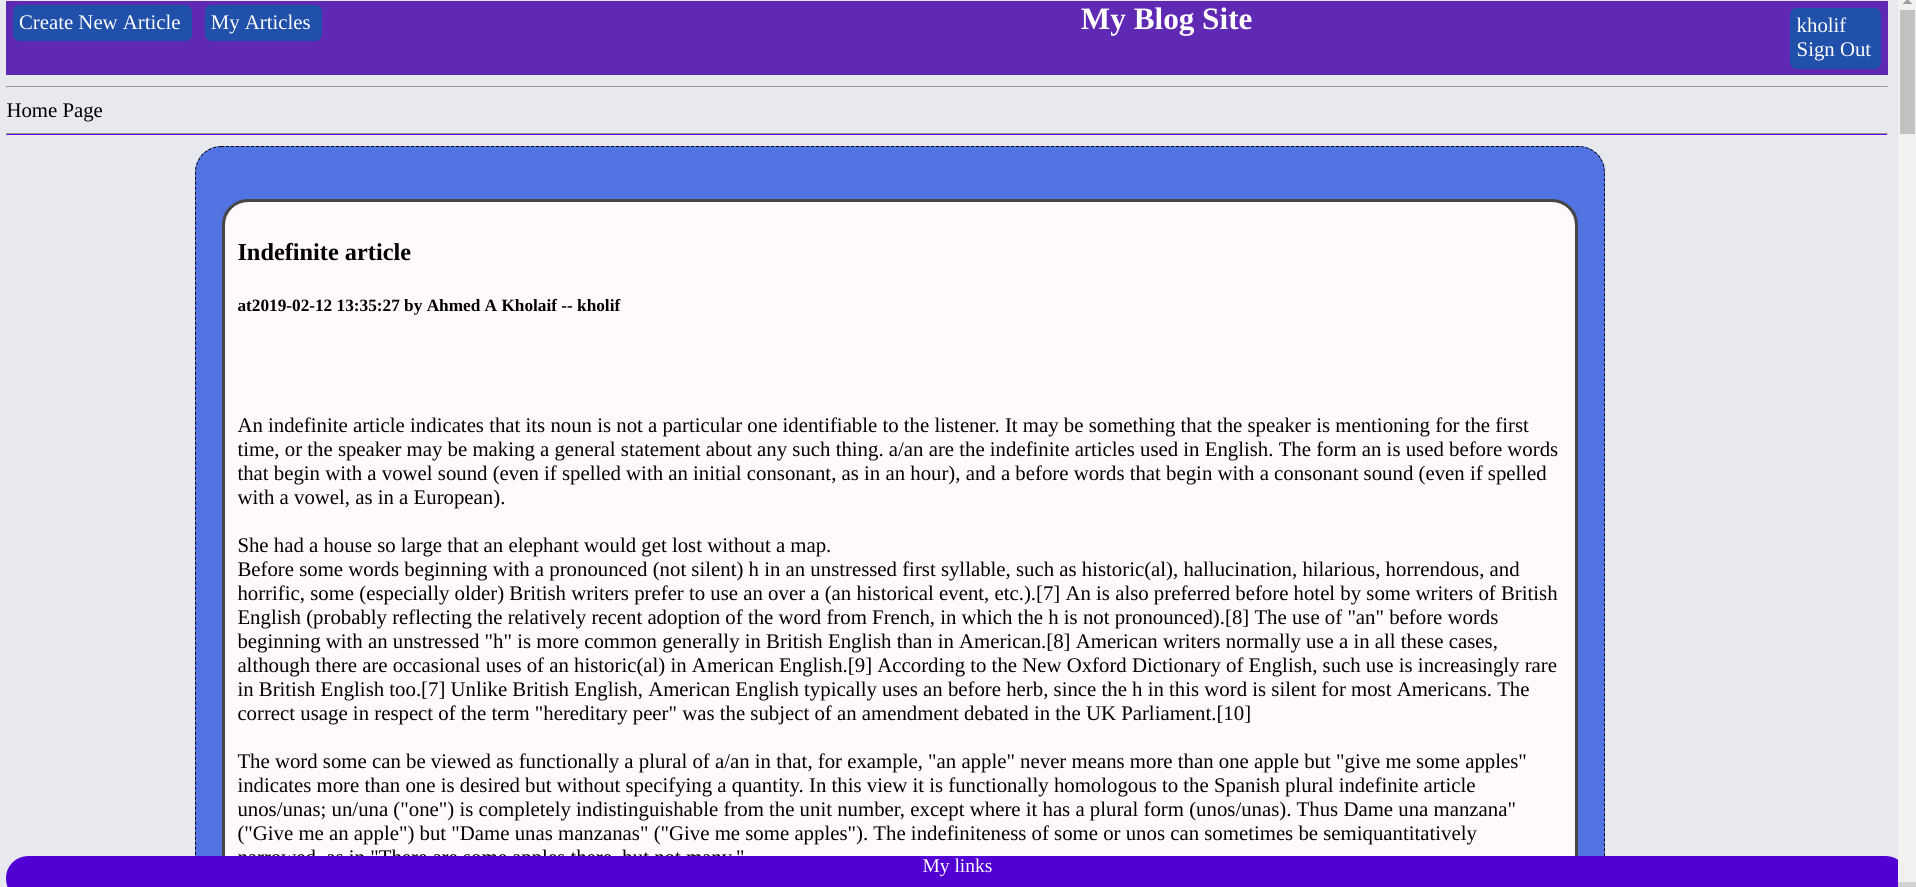 Create New Article
My Articles
My Blog Site
kholif
Sign Out
Home Page
Indefinite article
at2019-02-12 13:35:27 by Ahmed A Kholaif -- kholif
An indefinite article indicates that its noun is not a particular one identifiable to the listener. It may be something that the speaker is mentioning for the first
time, or the speaker may be making a general statement about any such thing. a/an are the indefinite articles used in English. The form an is used before words
that begin with a vowel sound (even if spelled with an initial consonant, as in an hour), and a before words that begin with a consonant sound (even if spelled
with a vowel, as in a European).
She had a house so large that an elephant would get lost without a map.
Before some words beginning with a pronounced (not silent) h in an unstressed first syllable, such as historic(al), hallucination, hilarious, horrendous, and
horrific, some (especially older) British writers prefer to use an over a (an historical event, etc.).[7] An is also preferred before hotel by some writers of British
English (probably reflecting the relatively recent adoption of the word from French, in which the h is not pronounced).[8] The use of "an" before words
beginning with an unstressed "h" is more common generally in British English than in American.[8] American writers normally use a in all these cases,
although there are occasional uses of an historic(al) in American English.[9] According to the New Oxford Dictionary of English, such use is increasingly rare
in British English too.[7] Unlike British English, American English typically uses an before herb, since the h in this word is silent for most Americans. The
correct usage in respect of the term "hereditary peer" was the subject of an amendment debated in the UK Parliament.[10]
The word some can be viewed as functionally a plural of a/an in that, for example, "an apple" never means more than one apple but "give me some apples"
indicates more than one is desired but without specifying a quantity. In this view it is functionally homologous to the Spanish plural indefinite article
unos/unas; un/una ("one") is completely indistinguishable from the unit number, except where it has a plural form (unos/unas). Thus Dame una manzana"
("Give me an apple") but "Dame unas manzanas" ("Give me some apples"). The indefiniteness of some or unos can sometimes be semiquantitatively
narrowed, as in "There are some apples there, but not many."
My links